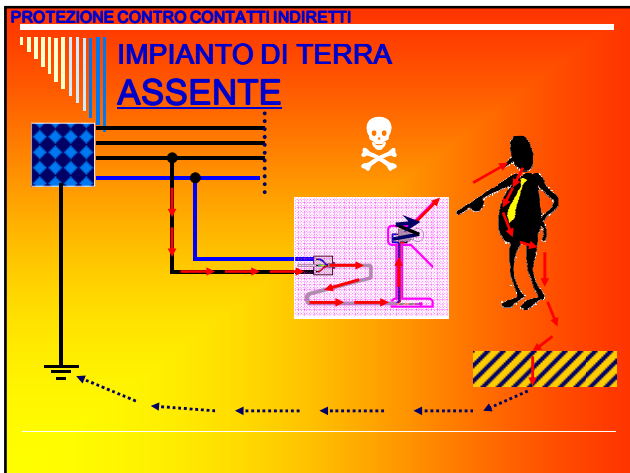 PROTEZIONE CONTRO CONTATTI INDIRETTI
IMPIANTO DI TERRA
ASSENTE